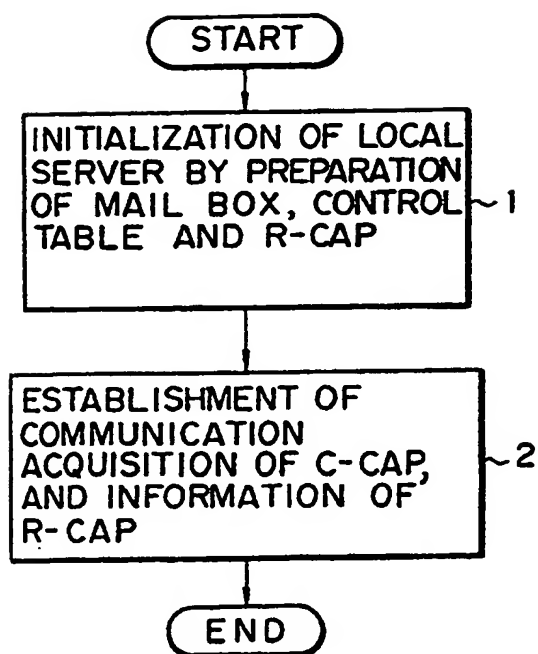 START
INITIALIZATION OF LOCAL
SERVER BY PREPARATION
OF MAIL BOX, CONTROL
TABLE AND R-CAP
1
ESTABLISHMENT OF
COMMUNICATION
ACQUISITION OF C-CAP,
AND INFORMATION OF
R-CAP
2
END